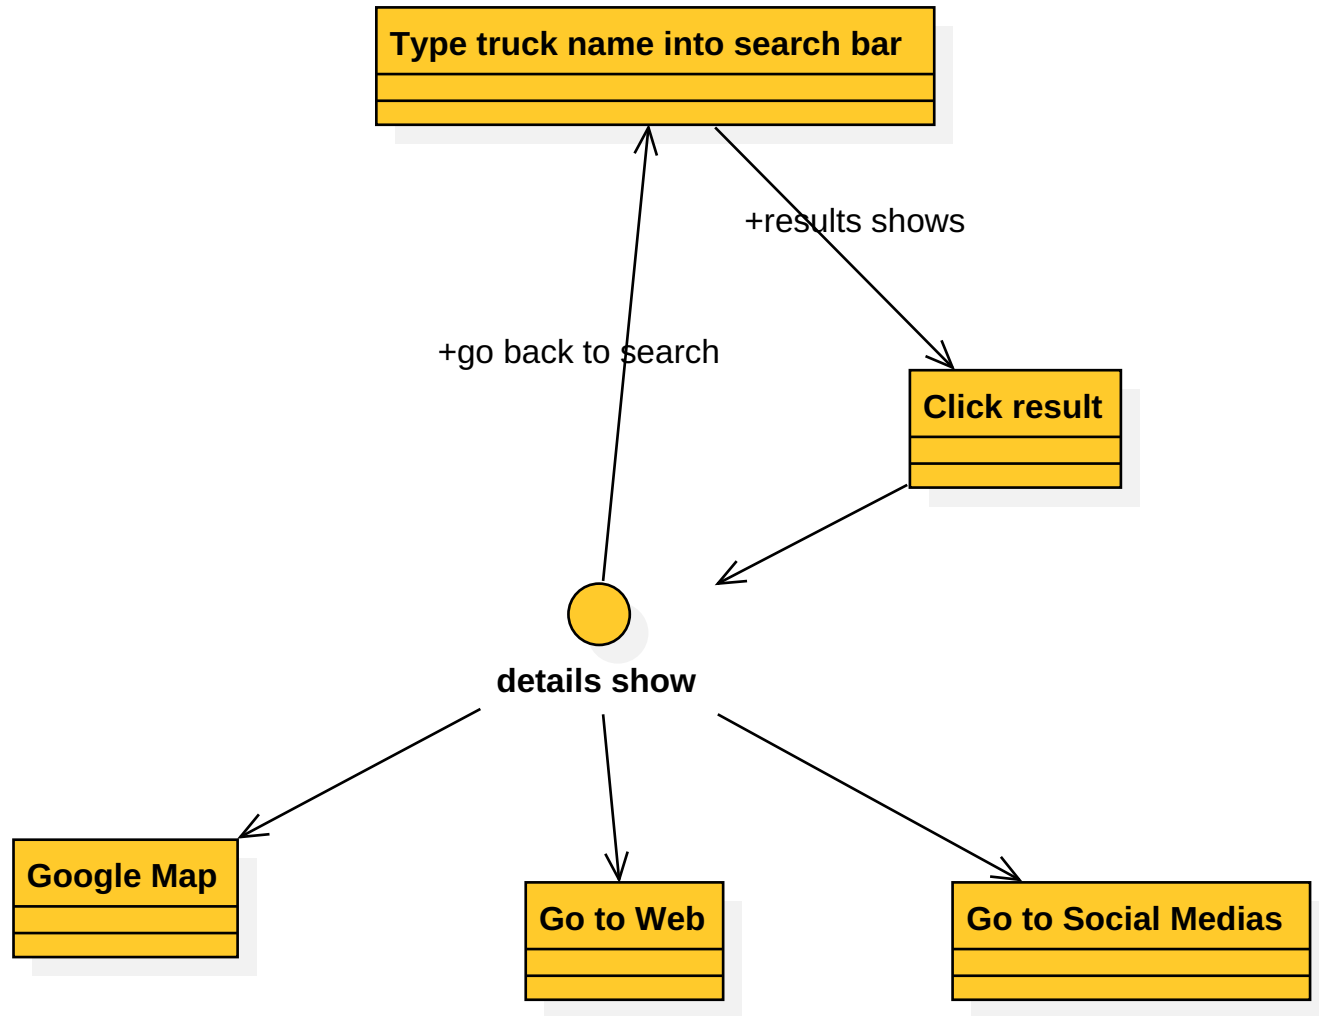 Type truck name into search bar
+results shows
+go back to search
Click result
details show
Google Map
Go to Web
Go to Social Medias